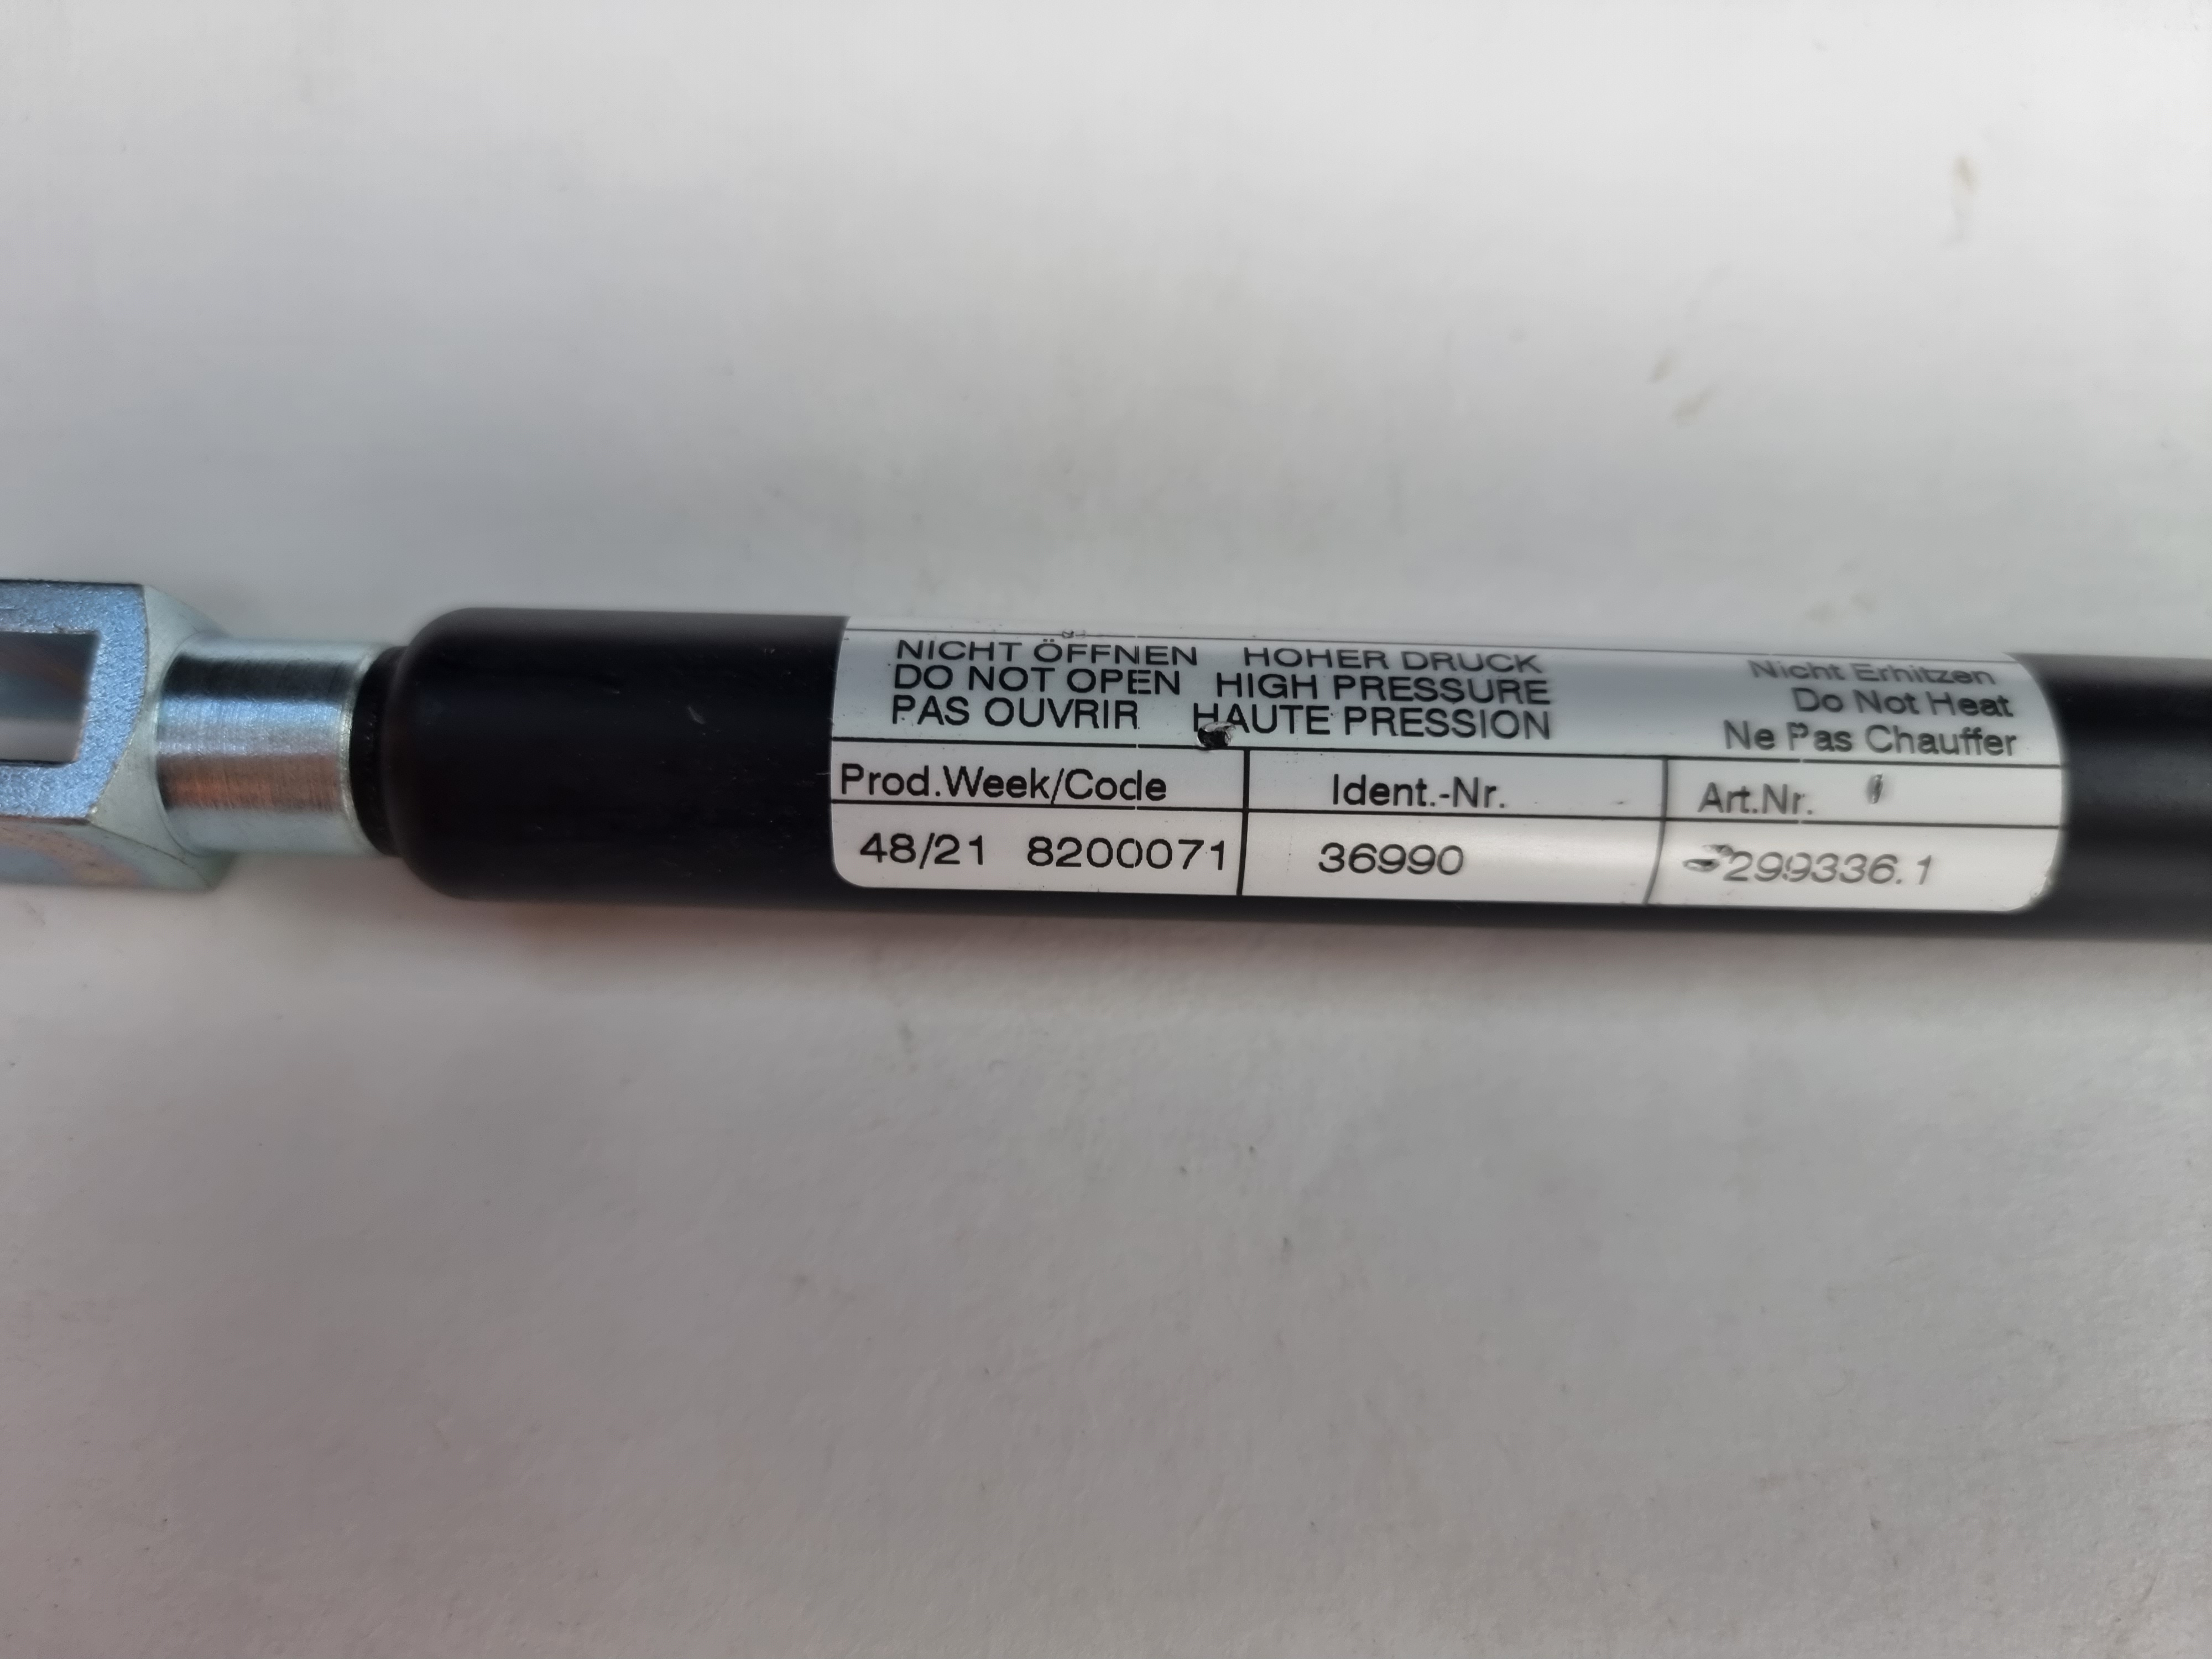 NICHT ÖFFNEN HOHER DRUCK
DO NOT OPEN HIGH PRESSURE
PAS OUVRIR HAUTE PRESSION
Nicht Erhitzen
Do Not Heat
Ne Pas Chauffer
Prod.Week/Code Ident.-Nr. Art.Nr.
48/21 8200071 36990 299336.1